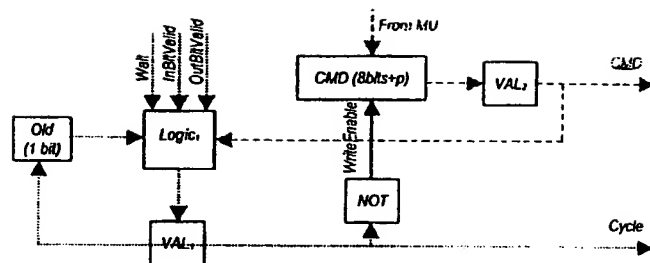 From MU
Wait
InBitValid
OutBitValid
CMD (8bits+p)
VAL₂
CMD
Old
(1 bit)
Logic₁
WriteEnable
NOT
VAL₁
Cycle